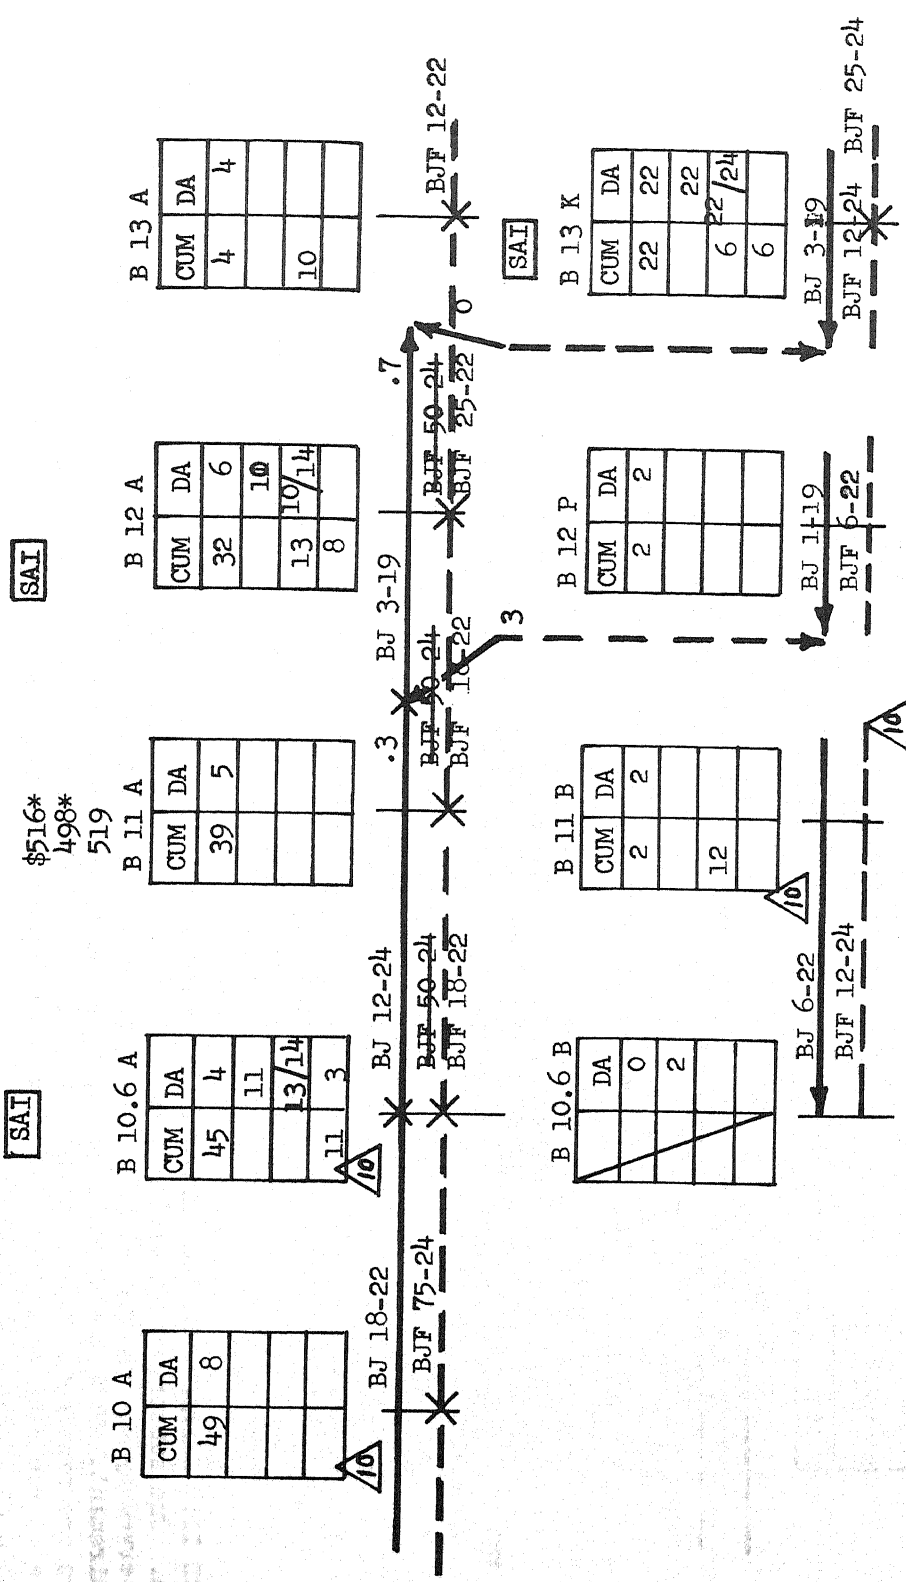 SAI
SAI
$516*
498*
519
B 10 A
CUM DA
49 8
10
B 10.6 A
CUM DA
45 4
11
13/14
11 3
10
B 11 A
CUM DA
39 5
B 12 A
CUM DA
32 6
10
13 10/14
8
B 13 A
CUM DA
4 4
10
BJ 18-22
BJ 12-24
.3
BJ 3-19
.7
BJF 75-24
BJF 50-24
BJF 18-22
BJF 50-24
BJF 18-22
BJF 50-24
BJF 25-22
0
BJF 12-22
3
SAI
B 10.6 B
DA
0
2
B 11 B
CUM DA
2 2
12
10
B 12 P
CUM DA
2 2
B 13 K
CUM DA
22 22
22
6 22/24
6
BJ 6-22
BJF 12-24
10
BJ 1-19
BJF 6-22
BJ 3-19
BJF 12-24
BJF 25-24